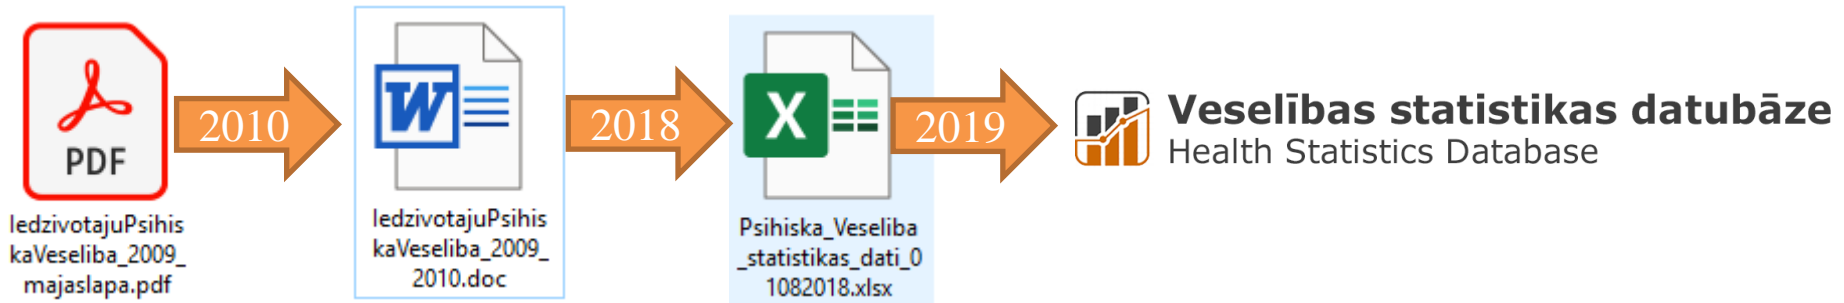 PDF
IedzivotajuPsihis
kaVeseliba_2009_
majaslapa.pdf
2010
W
IedzivotajuPsihis
kaVeseliba_2009_
2010.doc
2018
X
Psihiska_Veseliba
_statistikas_dati_0
1082018.xlsx
2019
Veselības statistikas datubāze
Health Statistics Database